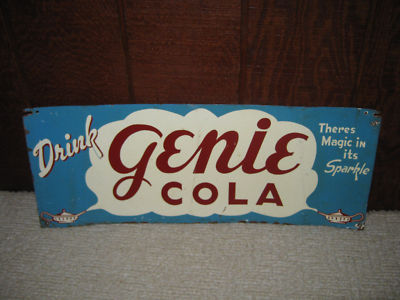 Drink
Genie
COLA
Theres
Magic in
its
Sparkle